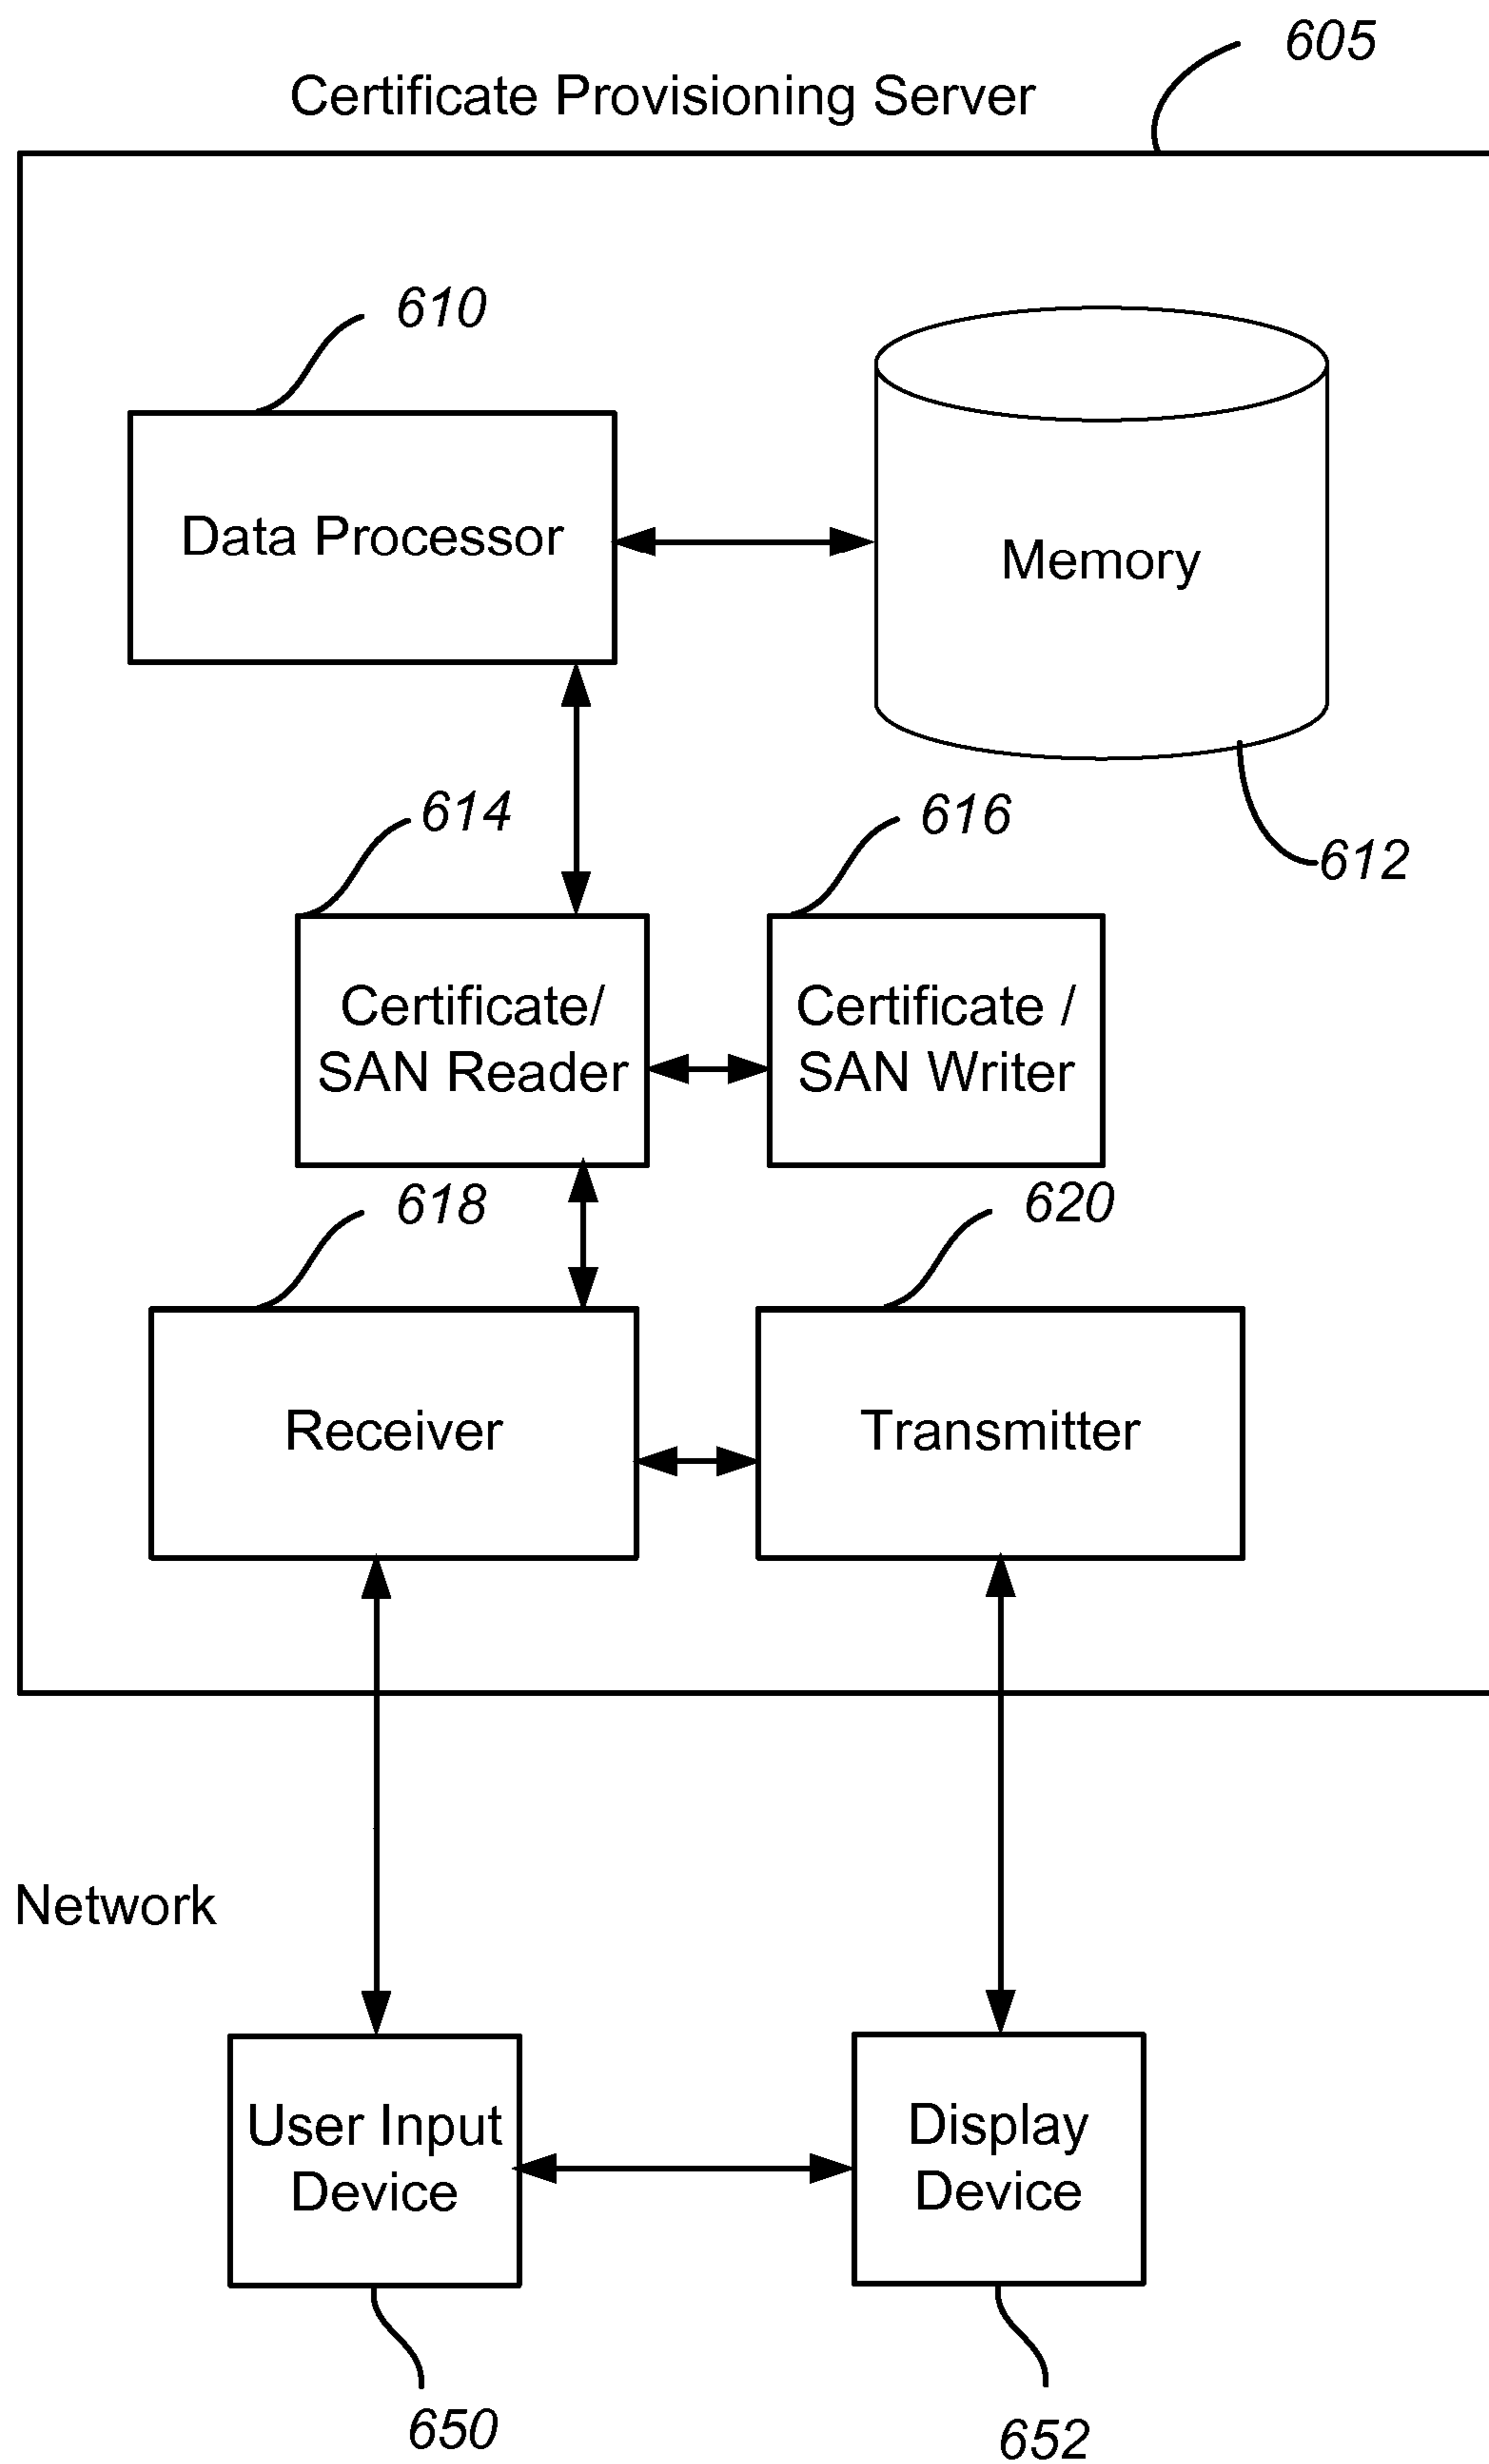 605
Certificate Provisioning Server
610
Data Processor
Memory
614
616
612
Certificate/
SAN Reader
Certificate /
SAN Writer
618
620
Receiver
Transmitter
Network
User Input
Device
Display
Device
650
652